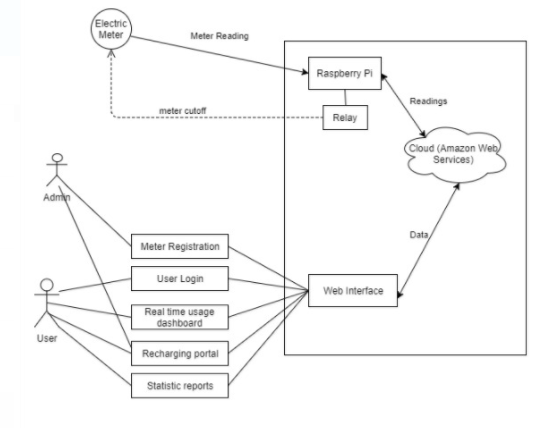 Electric
Meter
Meter Reading
Raspberry Pi
Readings
meter cutoff
Relay
Cloud (Amazon Web
Services)
Admin
Meter Registration
Data
User Login
Web Interface
Real time usage
dashboard
User
Recharging portal
Statistic reports